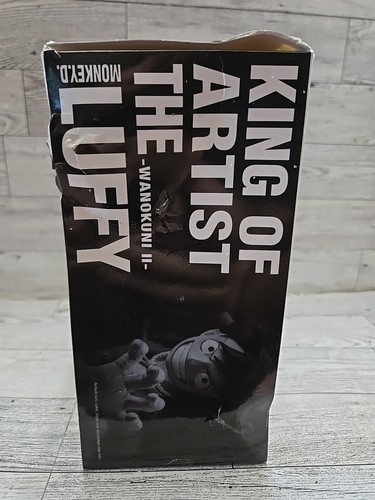 KING OF
ARTIST
THE
-WANOKUNI II-
MONKEY.D.
LUFFY